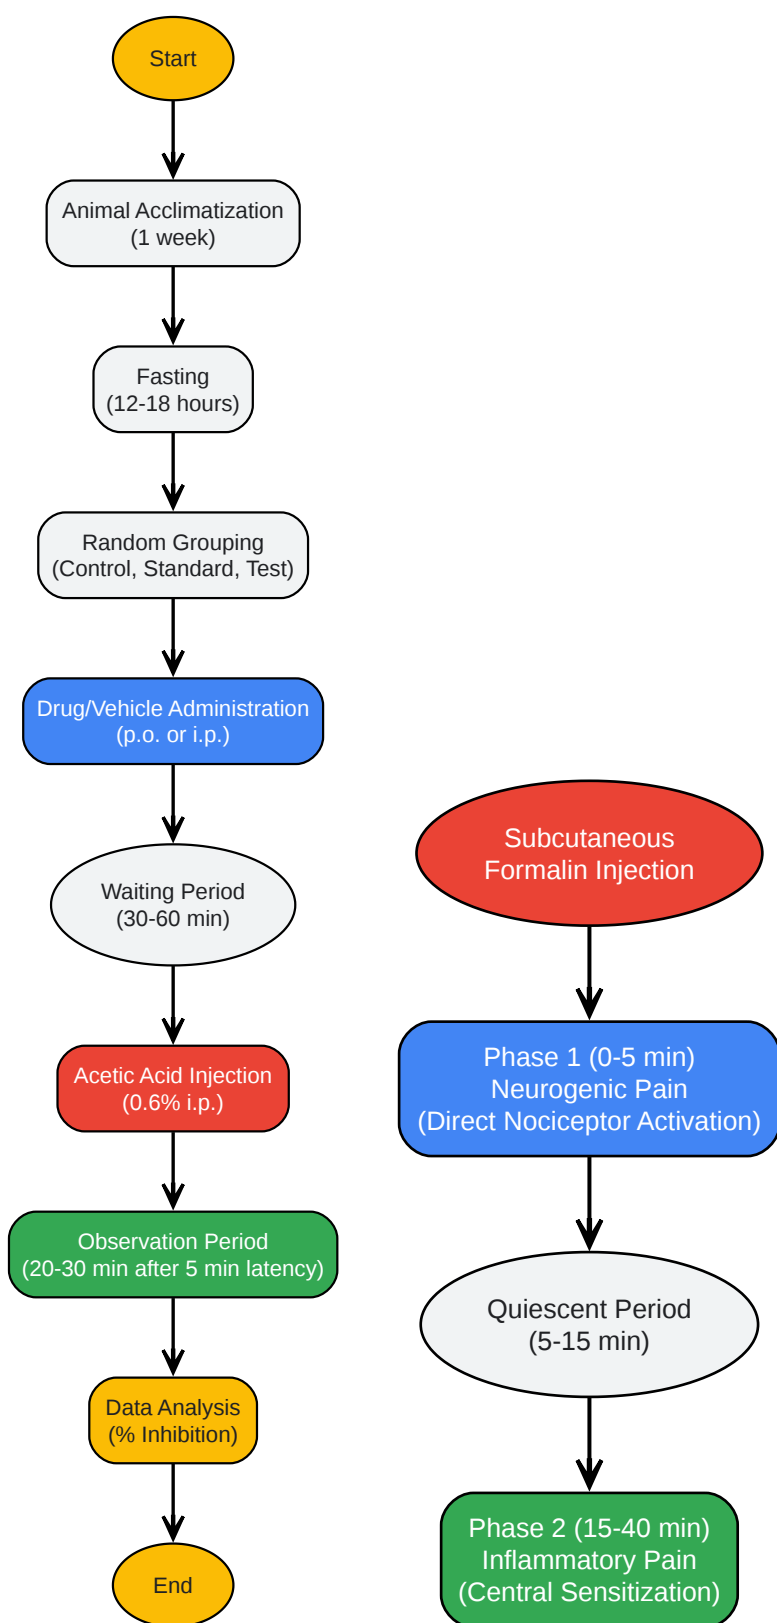 Start
Animal Acclimatization
(1 week)
Fasting
(12-18 hours)
Random Grouping
(Control, Standard, Test)
Drug/Vehicle Administration
(p.o. or i.p.)
Waiting Period
(30-60 min)
Acetic Acid Injection
(0.6% i.p.)
Observation Period
(20-30 min after 5 min latency)
Data Analysis
(% Inhibition)
End
Subcutaneous
Formalin Injection
Phase 1 (0-5 min)
Neurogenic Pain
(Direct Nociceptor Activation)
Quiescent Period
(5-15 min)
Phase 2 (15-40 min)
Inflammatory Pain
(Central Sensitization)